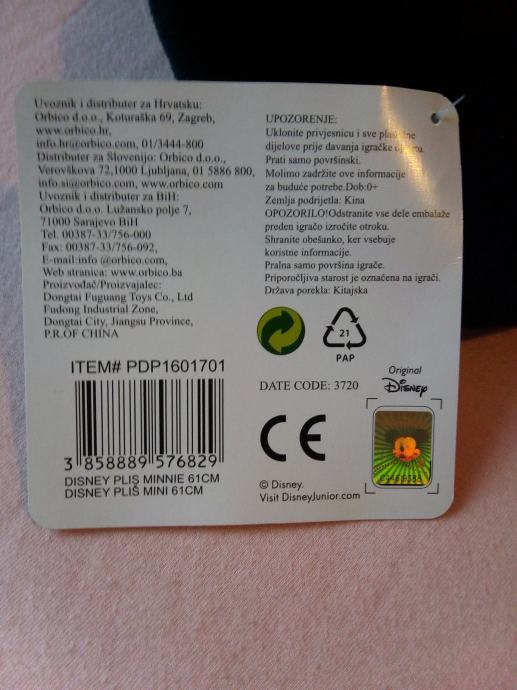 Uvoznik i distributer za Hrvatsku:
Orbico d.o.o., Koturaška 69, Zagreb,
www.orbico.hr,
info.hr@orbico.com, 01/3444-800
Distributer za Slovenijo: Orbico d.o.o.,
Verovškova 72,1000 Ljubljana, 01 5886 800,
info.si@orbico.com, www.orbico.com
Uvoznik i distributer za BiH:
Orbico d.o.o. Lužansko polje 7,
71000 Sarajevo BiH
Tel. 00387-33/756-000
Fax: 00387-33/756-092,
E-mail:info @orbico.com,
Web stranica: www.orbico.ba
Proizvođač/Proizvajalec:
Dongtai Fuguang Toys Co., Ltd
Fudong Industrial Zone,
Dongtai City, Jiangsu Province,
P.R.OF CHINA
ITEM# PDP1601701
3 858889 576829
DISNEY PLIS MINNIE 61CM
DISNEY PLIŠ MINI 61CM
UPOZORENJE:
Uklonite privjesnicu i sve plastične
dijelove prije davanja igračke
Prati samo površinski.
Molimo zadržite ove informacije
za buduće potrebe.Dob:0+
Zemlja podrijetla: Kina
OPOZORILO!Odstranite vse dele embalaže
preden igračo izročite otroku.
Shranite obešanko, ker vsebuje
koristne informacije.
Pralna samo površina igrače.
Priporočljiva starost je označena na igrači.
Država porekla: Kitajska
21
PAP
DATE CODE: 3720
CE
Original
Disney
© Disney.
Visit DisneyJunior.com